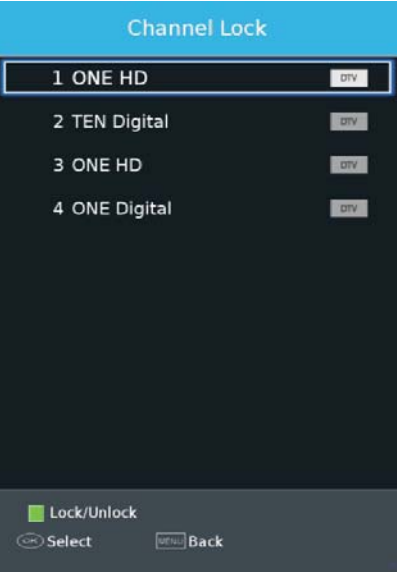 Channel Lock
1 ONE HD DTV
2 TEN Digital DTV
3 ONE HD DTV
4 ONE Digital DTV
Lock/Unlock
OK Select MENU Back